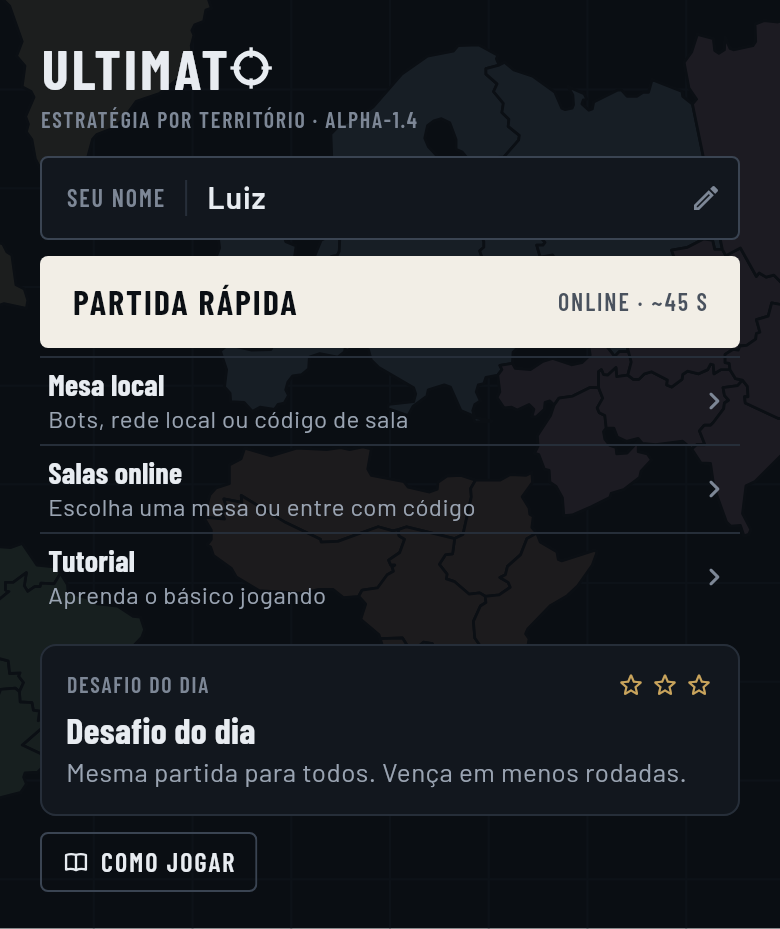 ULTIMATO
ESTRATÉGIA POR TERRITÓRIO · ALPHA-1.4
SEU NOME Luiz
PARTIDA RÁPIDA ONLINE · ~45 S
Mesa local
Bots, rede local ou código de sala
Salas online
Escolha uma mesa ou entre com código
Tutorial
Aprenda o básico jogando
DESAFIO DO DIA
Desafio do dia
Mesma partida para todos. Vença em menos rodadas.
COMO JOGAR